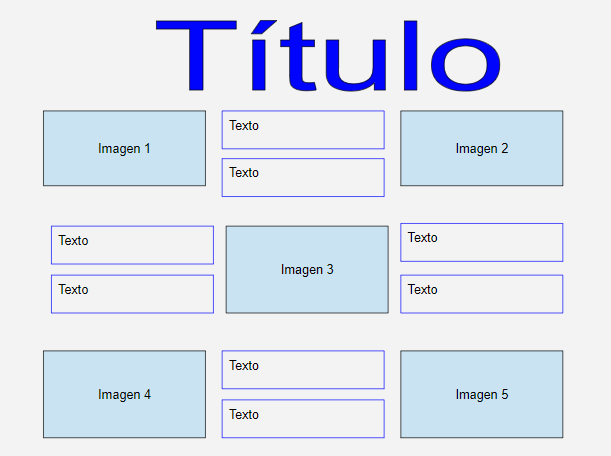 Título
Imagen 1
Texto
Texto
Imagen 2
Texto
Texto
Imagen 3
Texto
Texto
Imagen 4
Texto
Texto
Imagen 5